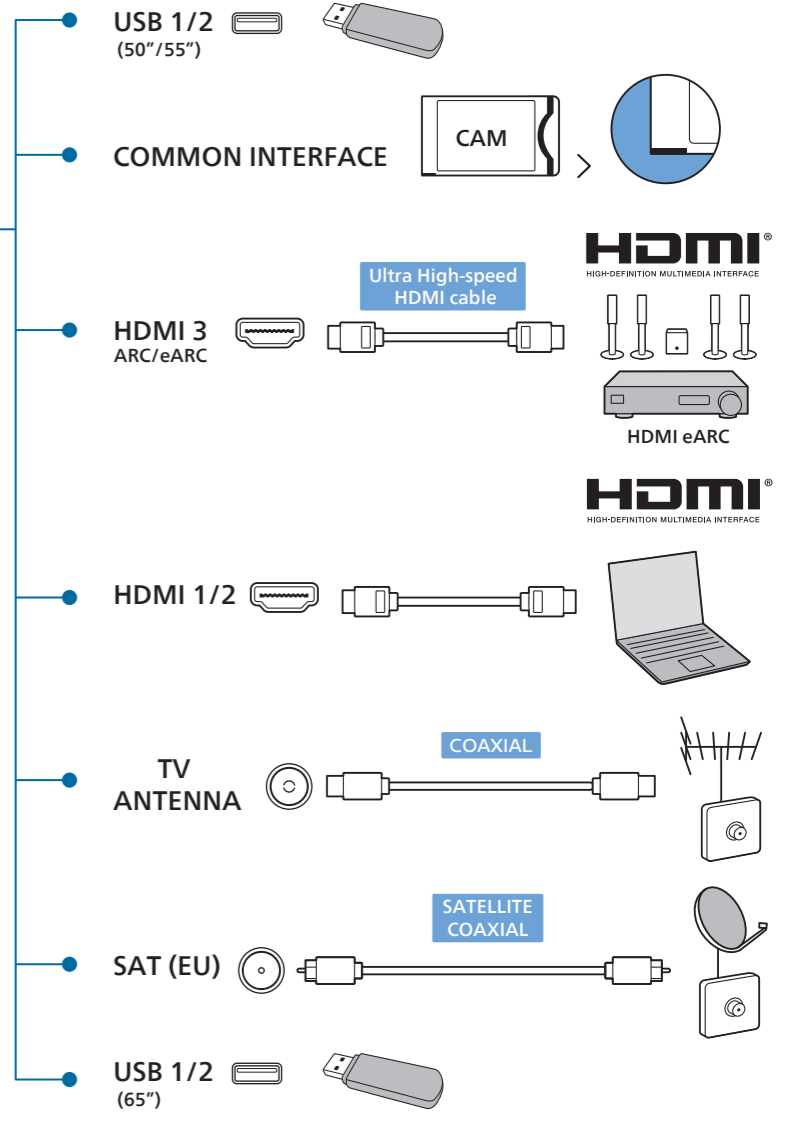 USB 1/2
(50”/55”)
COMMON INTERFACE
CAM
HDMI®
HIGH-DEFINITION MULTIMEDIA INTERFACE
Ultra High-speed
HDMI cable
HDMI 3
ARC/eARC
HDMI eARC
HDMI®
HIGH-DEFINITION MULTIMEDIA INTERFACE
HDMI 1/2
COAXIAL
TV
ANTENNA
SATELLITE
COAXIAL
SAT (EU)
USB 1/2
(65”)